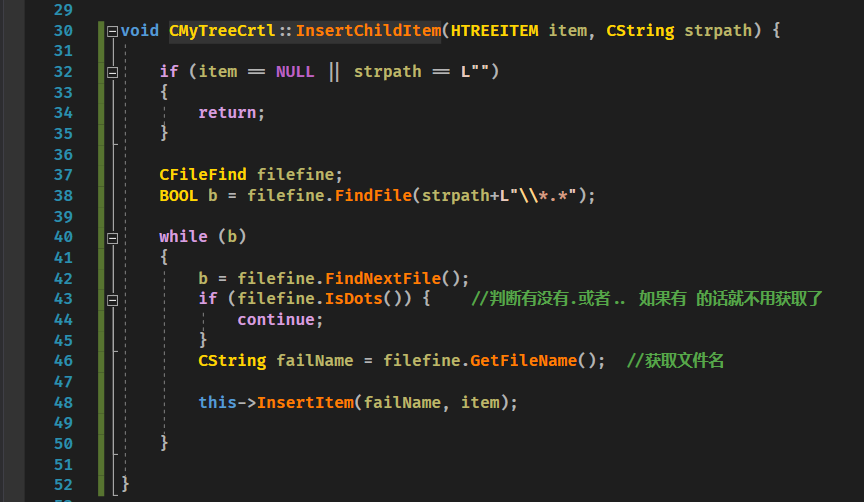 29
30 void CMyTreeCrtl::InsertChildItem(HTREEITEM item, CString strpath) {
31
32 if (item == NULL || strpath == L"")
33 {
34 return;
35 }
36
37 CFileFind filefine;
38 BOOL b = filefine.FindFile(strpath+L"\\*.*");
39
40 while (b)
41 {
42 b = filefine.FindNextFile();
43 if (filefine.IsDots()) { //判断有没有.或者.. 如果有 的话就不用获取了
44 continue;
45 }
46 CString failName = filefine.GetFileName(); //获取文件名
47
48 this->InsertItem(failName, item);
49
50 }
51
52 }